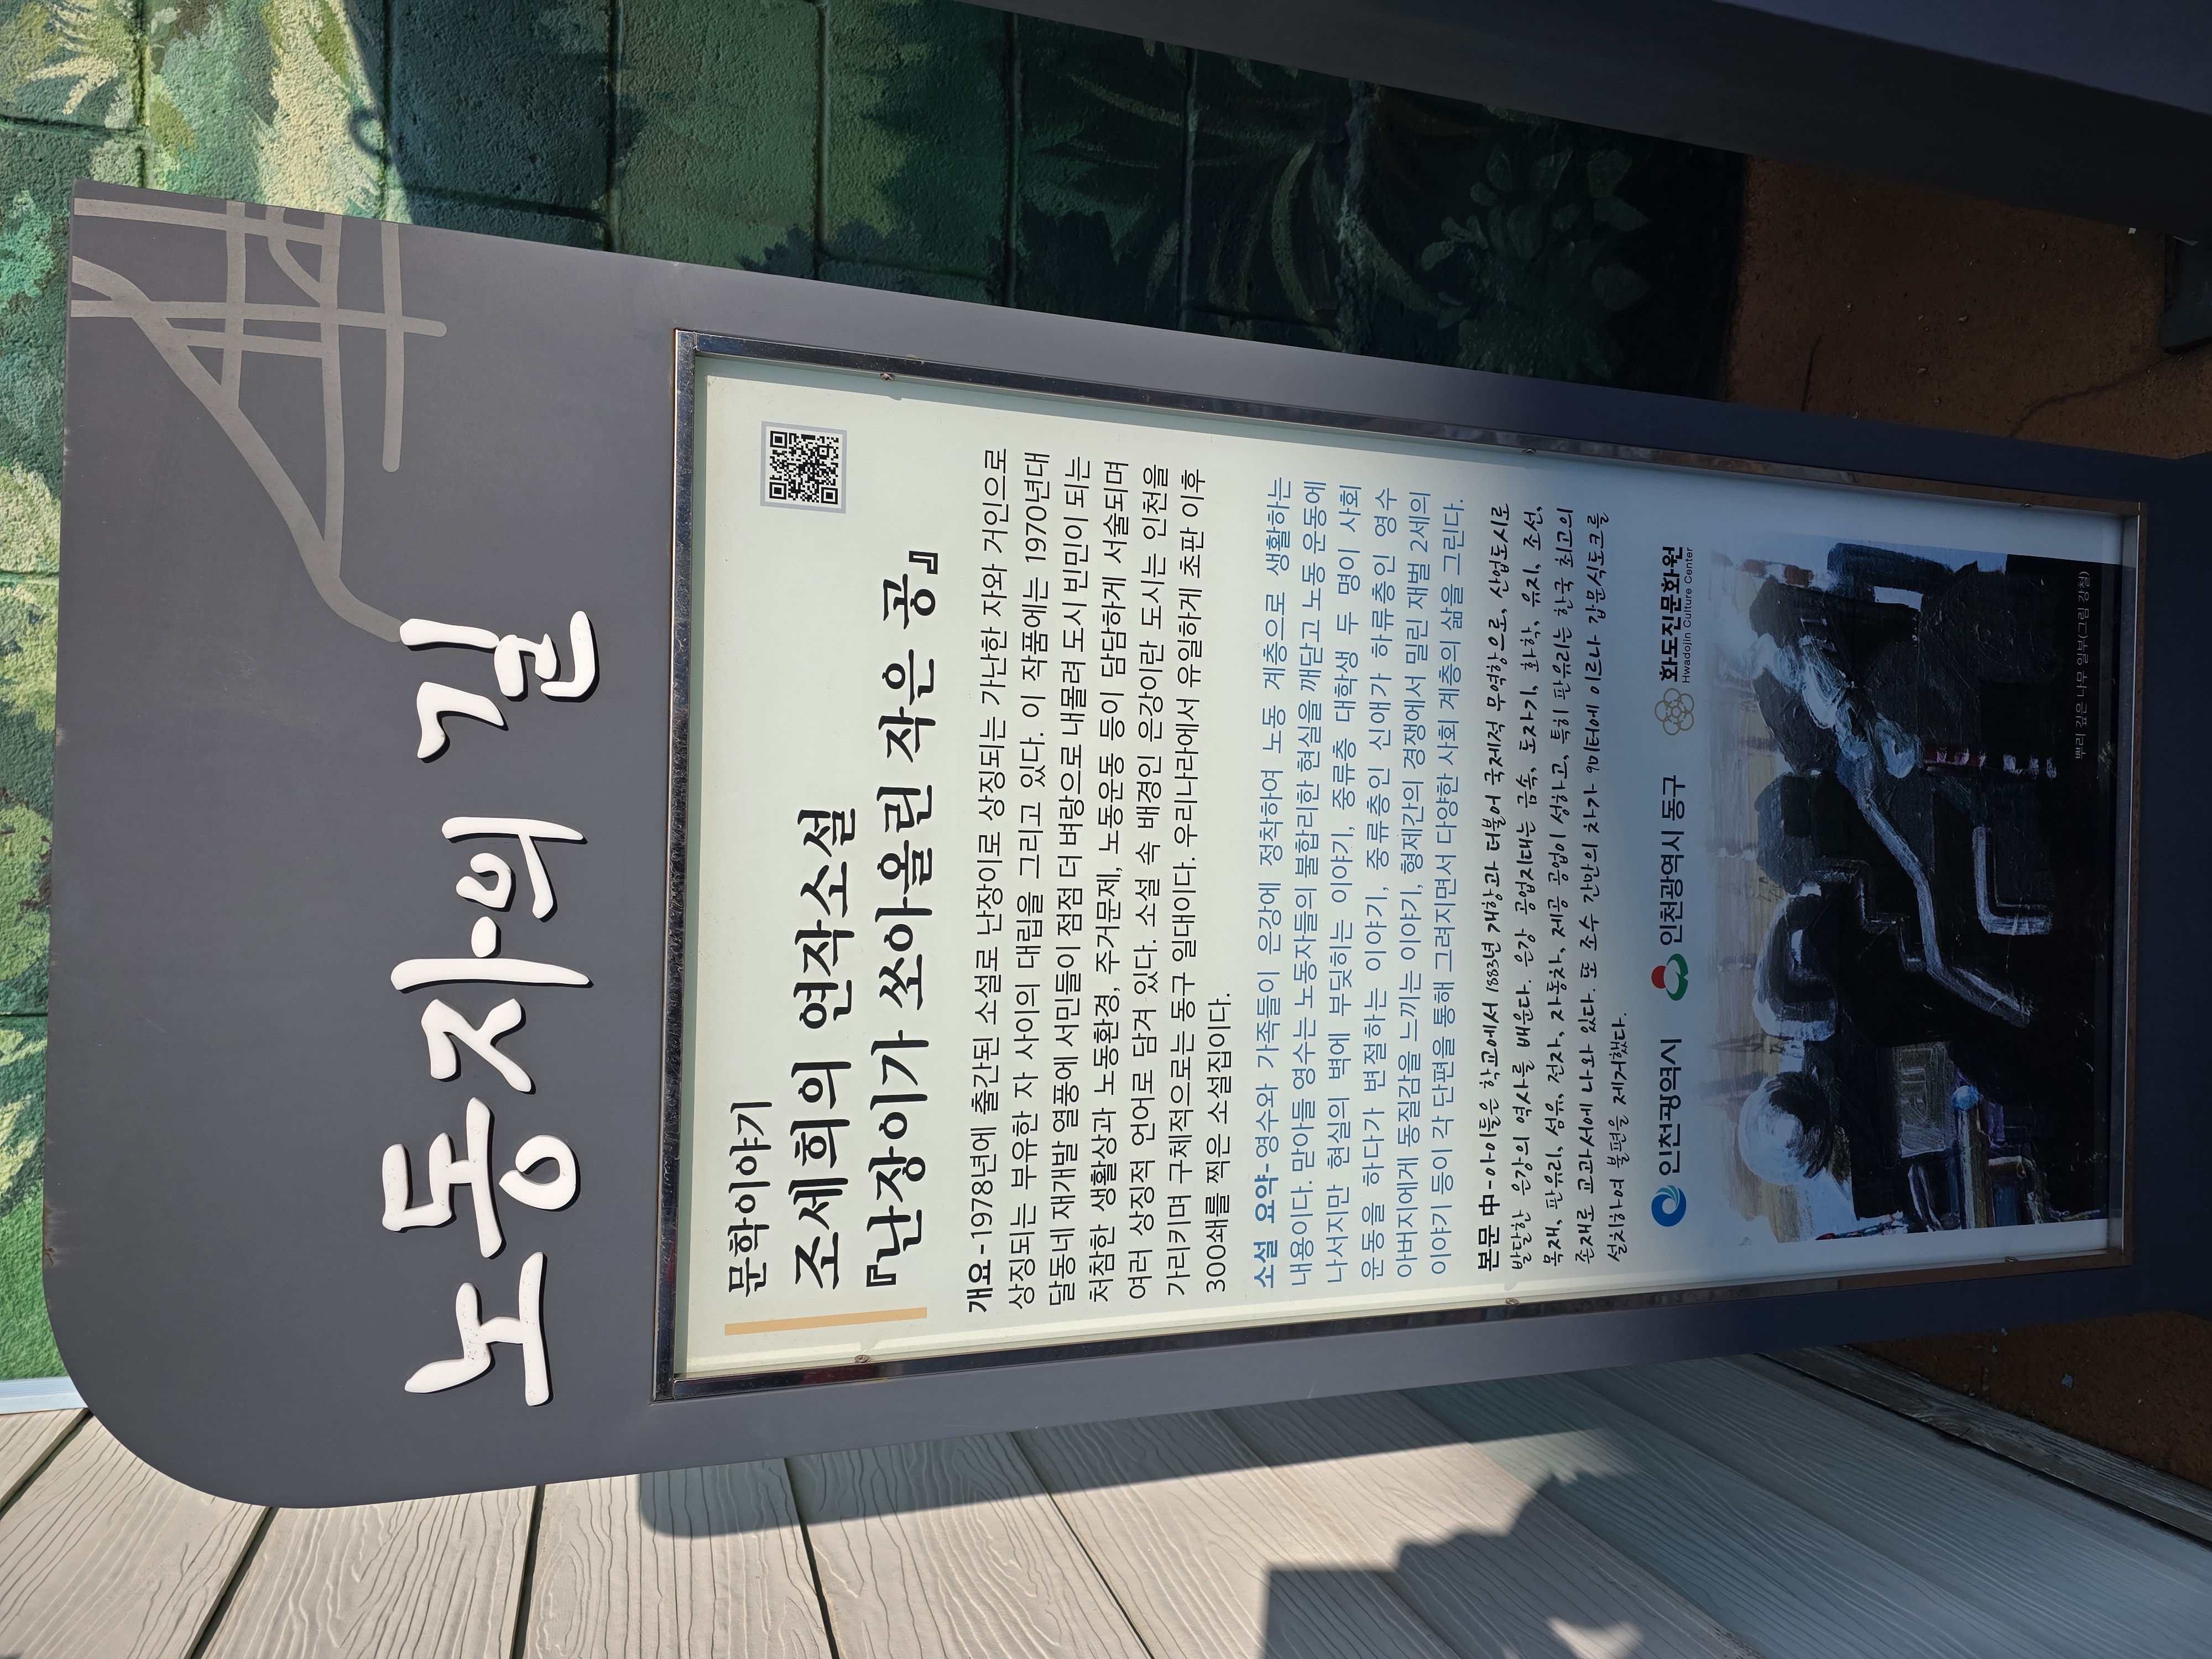 노동자의 길
문학이야기
조세희의 연작소설
『난장이가 쏘아올린 작은 공』
개요-1978년에 출간된 소설로 난장이로 상징되는 가난한 자와 거인으로
상징되는 부유한 자 사이의 대립을 그리고 있다. 이 작품에는 1970년대
달동네 재개발 열풍에 서민들이 점점 더 벼랑으로 내몰려 도시 빈민이 되는
처참한 생활상과 노동환경, 주거문제, 노동운동 등이 담담하게 서술되며
여러 상징적 언어로 담겨 있다. 소설 속 배경인 은강이란 도시는 인천을
가리키며 구체적으로는 동구 일대이다. 우리나라에서 유일하게 초판 이후
300쇄를 찍은 소설집이다.
소설 요약-영수와 가족들이 은강에 정착하여 노동 계층으로 생활하는
내용이다. 맏아들 영수는 노동자들의 불합리한 현실을 깨닫고 노동 운동에
나서지만 현실의 벽에 부딪히는 이야기, 중류층 대학생 두 명이 사회
운동을 하다가 변절하는 이야기, 중류층인 신애가 하류층인 영수
아버지에게 동질감을 느끼는 이야기, 형제간의 경쟁에서 밀린 재벌 2세의
이야기 등이 각 단편을 통해 그려지면서 다양한 사회 계층의 삶을 그린다.
본문 中-아이들은 학교에서 1883년 개항과 더불어 국제적 무역항으로, 산업도시로
발달한 은강의 역사를 배운다. 은강 공업지대는 금속, 도자기, 화학, 유지, 조선,
목재, 판유리, 섬유, 전자, 자동차, 제공 공업이 성하고, 특히 판유리는 한국 최고의
존재로 교과서에 나와 있다. 또 조수 간만의 차가 90미터에 이르나 갑문식도크를
설치하여 불편을 제거했다.
인천광역시 인천광역시 동구 화도진문화원
Hwadojin Culture Center
뿌리 깊은 나무 일부(그림 강철)